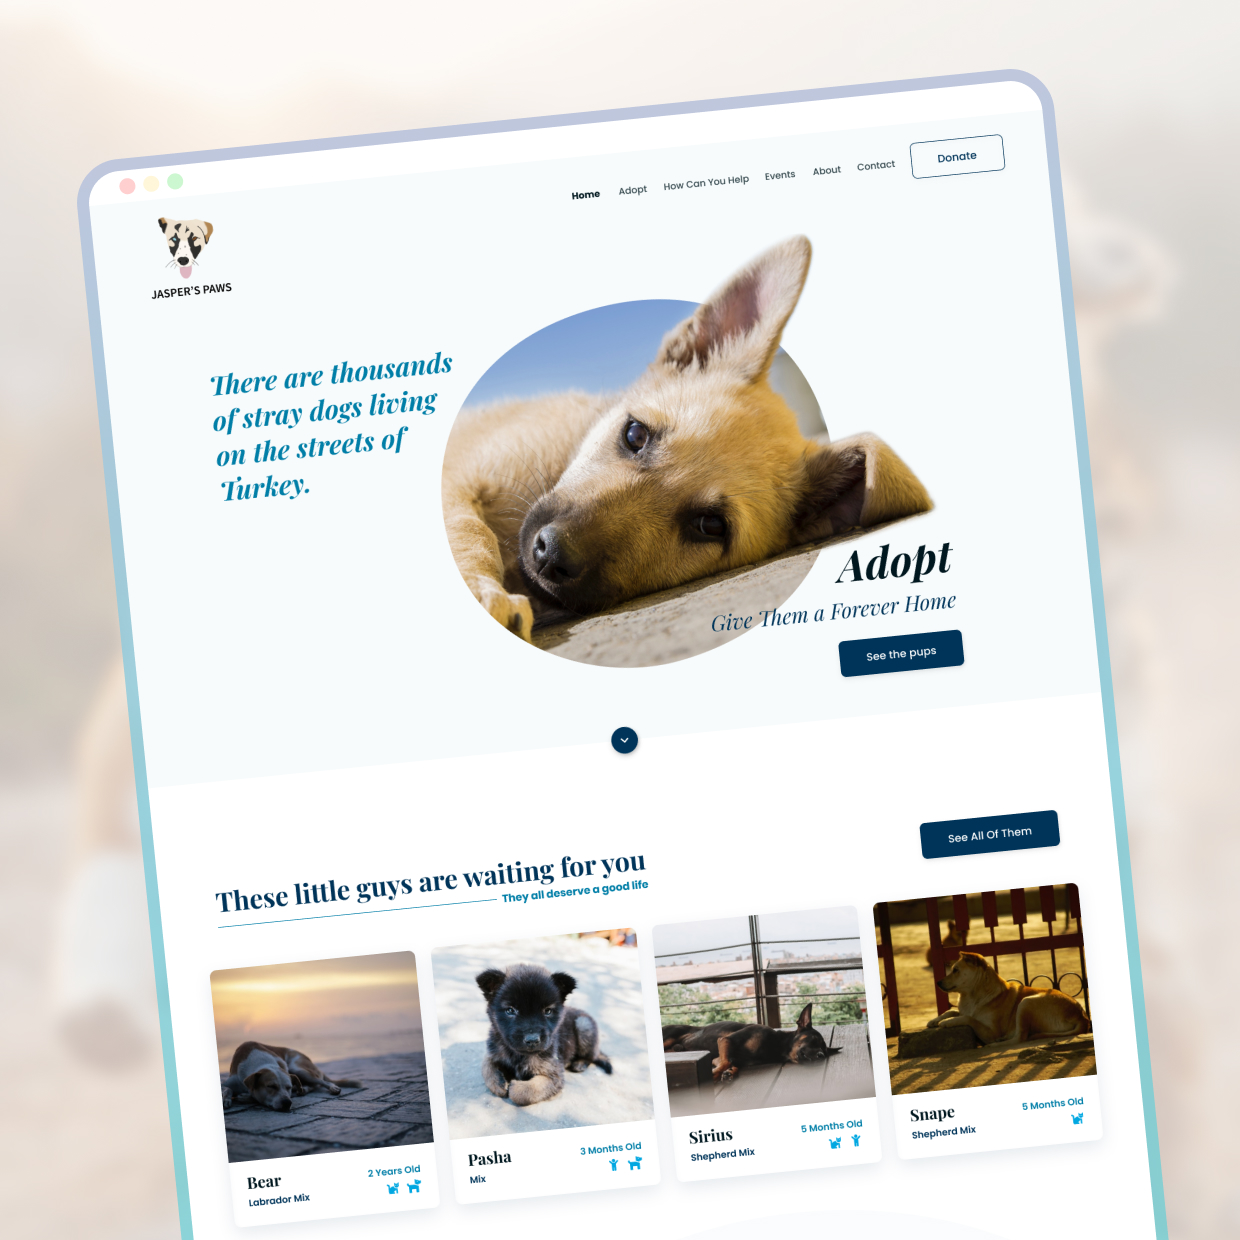 Home Adopt How Can You Help Events About Contact Donate
JASPER'S PAWS
There are thousands
of stray dogs living
on the streets of
Turkey.
Adopt
Give Them a Forever Home
See the pups
See All Of Them
These little guys are waiting for you
They all deserve a good life
Bear
2 Years Old
Labrador Mix
Pasha
3 Months Old
Mix
Sirius
5 Months Old
Shepherd Mix
Snape
5 Months Old
Shepherd Mix